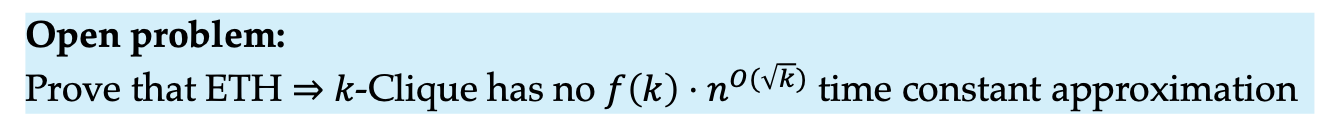 Open problem:
Prove that ETH ⇒ k-Clique has no f(k) · n^{O(√k)} time constant approximation